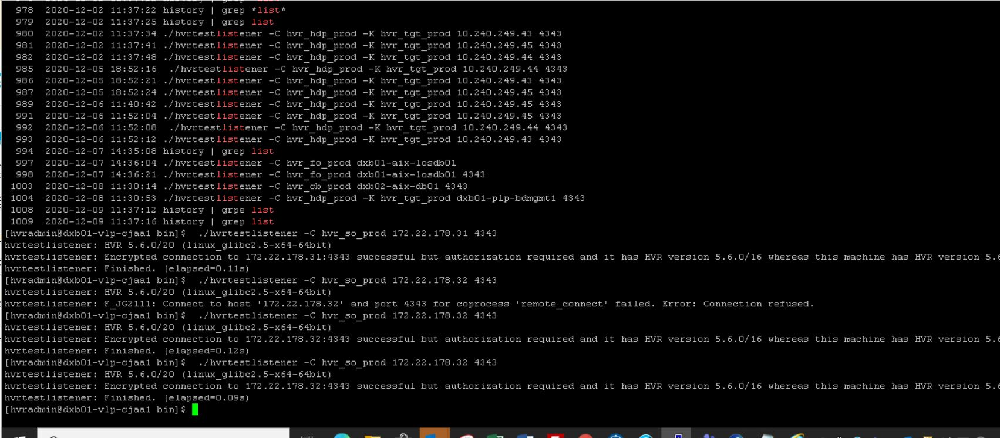 978 2020-12-02 11:37:22 history | grep *list*
979 2020-12-02 11:37:25 history | grep list
980 2020-12-02 11:37:34 ./hvrtestlistener -C hvr_hdp_prod -K hvr_tgt_prod 10.240.249.43 4343
981 2020-12-02 11:37:41 ./hvrtestlistener -C hvr_hdp_prod -K hvr_tgt_prod 10.240.249.45 4343
982 2020-12-02 11:37:48 ./hvrtestlistener -C hvr_hdp_prod -K hvr_tgt_prod 10.240.249.44 4343
985 2020-12-05 18:52:16 ./hvrtestlistener -C hvr_hdp_prod -K hvr_tgt_prod 10.240.249.44 4343
986 2020-12-05 18:52:21 ./hvrtestlistener -C hvr_hdp_prod -K hvr_tgt_prod 10.240.249.43 4343
987 2020-12-05 18:52:24 ./hvrtestlistener -C hvr_hdp_prod -K hvr_tgt_prod 10.240.249.45 4343
989 2020-12-06 11:40:42 ./hvrtestlistener -C hvr_hdp_prod -K hvr_tgt_prod 10.240.249.45 4343
991 2020-12-06 11:52:04 ./hvrtestlistener -C hvr_hdp_prod -K hvr_tgt_prod 10.240.249.45 4343
992 2020-12-06 11:52:08 ./hvrtestlistener -C hvr_hdp_prod -K hvr_tgt_prod 10.240.249.44 4343
993 2020-12-06 11:52:12 ./hvrtestlistener -C hvr_hdp_prod -K hvr_tgt_prod 10.240.249.43 4343
994 2020-12-07 14:35:08 history | grep list
997 2020-12-07 14:36:04 ./hvrtestlistener -C hvr_fo_prod dxb01-aix-losdb01
998 2020-12-07 14:36:21 ./hvrtestlistener -C hvr_fo_prod dxb01-aix-losdb01 4343
1003 2020-12-08 11:30:14 ./hvrtestlistener -C hvr_cb_prod dxb02-aix-db01 4343
1004 2020-12-08 11:30:53 ./hvrtestlistener -C hvr_hdp_prod -K hvr_tgt_prod dxb01-plp-bdmgmt1 4343
1008 2020-12-09 11:37:12 history | grpe list
1009 2020-12-09 11:37:16 history | grep list
[hvradmin@dxb01-vlp-cjaa1 bin]$ ./hvrtestlistener -C hvr_so_prod 172.22.178.31 4343
hvrtestlistener: HVR 5.6.0/20 (linux_glibc2.5-x64-64bit)
hvrtestlistener: Encrypted connection to 172.22.178.31:4343 successful but authorization required and it has HVR version 5.6.0/16 whereas this machine has HVR version 5.6
hvrtestlistener: Finished. (elapsed=0.11s)
[hvradmin@dxb01-vlp-cjaa1 bin]$ ./hvrtestlistener -C hvr_so_prod 172.22.178.32 4343
hvrtestlistener: HVR 5.6.0/20 (linux_glibc2.5-x64-64bit)
hvrtestlistener: F_JG2111: Connect to host '172.22.178.32' and port 4343 for coprocess 'remote_connect' failed. Error: Connection refused.
[hvradmin@dxb01-vlp-cjaa1 bin]$ ./hvrtestlistener -C hvr_so_prod 172.22.178.32 4343
hvrtestlistener: HVR 5.6.0/20 (linux_glibc2.5-x64-64bit)
hvrtestlistener: Encrypted connection to 172.22.178.32:4343 successful but authorization required and it has HVR version 5.6.0/16 whereas this machine has HVR version 5.6
hvrtestlistener: Finished. (elapsed=0.12s)
[hvradmin@dxb01-vlp-cjaa1 bin]$ ./hvrtestlistener -C hvr_so_prod 172.22.178.32 4343
hvrtestlistener: HVR 5.6.0/20 (linux_glibc2.5-x64-64bit)
hvrtestlistener: Encrypted connection to 172.22.178.32:4343 successful but authorization required and it has HVR version 5.6.0/16 whereas this machine has HVR version 5.6
hvrtestlistener: Finished. (elapsed=0.09s)
[hvradmin@dxb01-vlp-cjaa1 bin]$